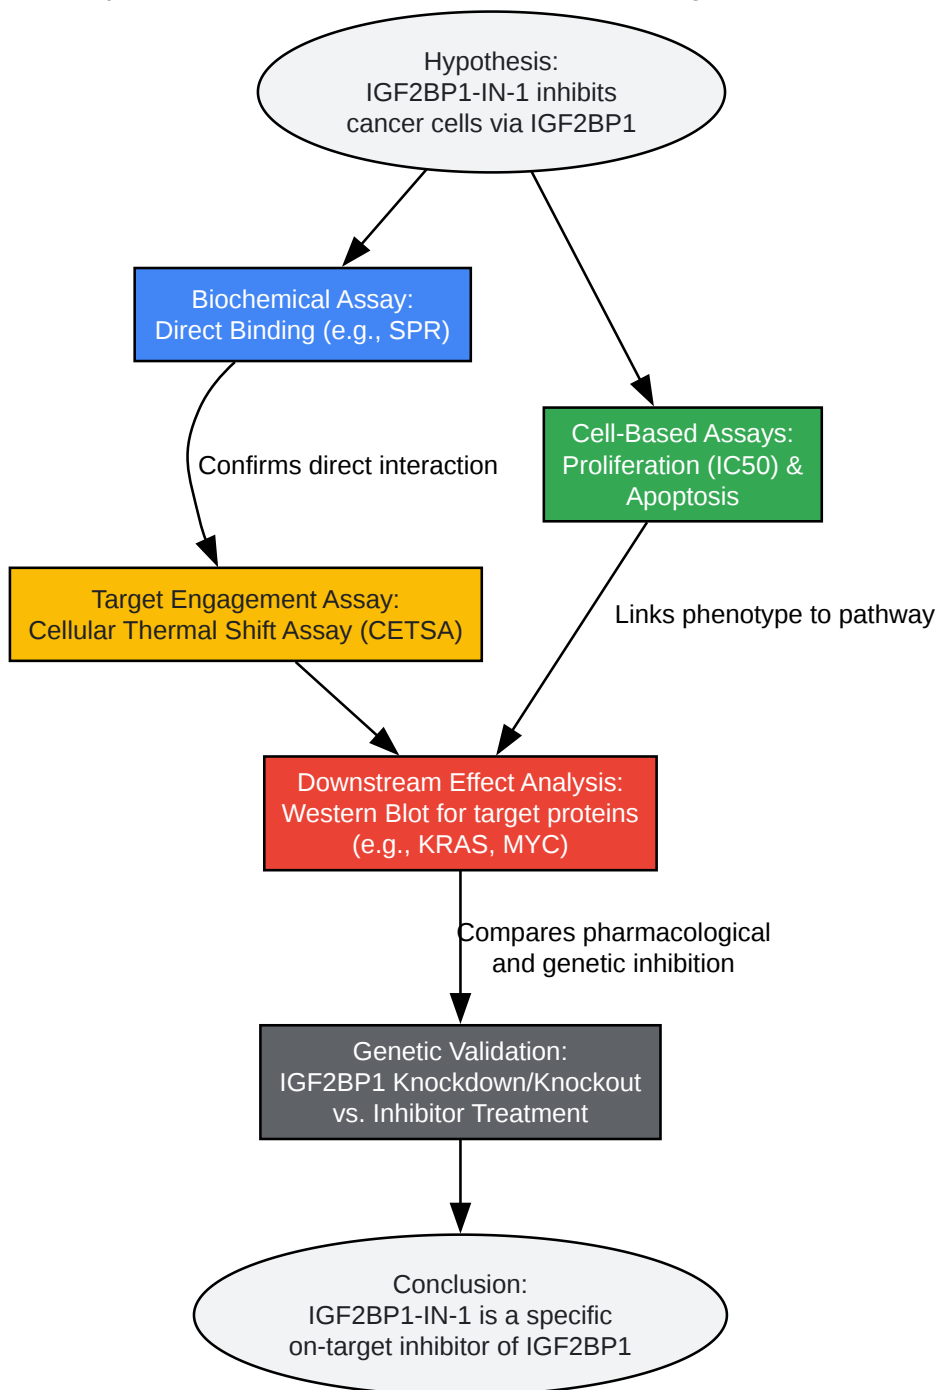 Hypothesis:
IGF2BP1-IN-1 inhibits
cancer cells via IGF2BP1
Biochemical Assay:
Direct Binding (e.g., SPR)
Cell-Based Assays:
Proliferation (IC50) &
Apoptosis
Confirms direct interaction
Target Engagement Assay:
Cellular Thermal Shift Assay (CETSA)
Links phenotype to pathway
Downstream Effect Analysis:
Western Blot for target proteins
(e.g., KRAS, MYC)
Compares pharmacological
and genetic inhibition
Genetic Validation:
IGF2BP1 Knockdown/Knockout
vs. Inhibitor Treatment
Conclusion:
IGF2BP1-IN-1 is a specific
on-target inhibitor of IGF2BP1